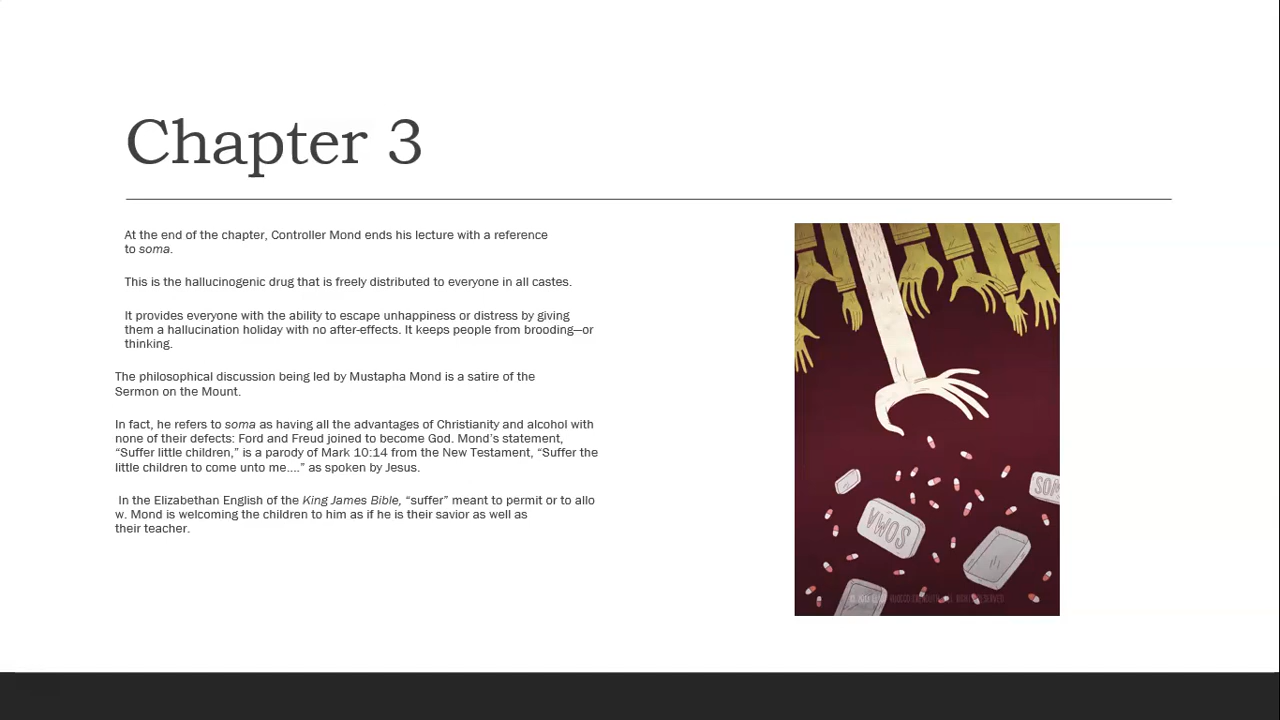 Chapter 3
At the end of the chapter, Controller Mond ends his lecture with a reference
to soma.
This is the hallucinogenic drug that is freely distributed to everyone in all castes.
It provides everyone with the ability to escape unhappiness or distress by giving
them a hallucination holiday with no after-effects. It keeps people from brooding—or
thinking.
The philosophical discussion being led by Mustapha Mond is a satire of the
Sermon on the Mount.
In fact, he refers to soma as having all the advantages of Christianity and alcohol with
none of their defects: Ford and Freud joined to become God. Mond's statement,
“Suffer little children,” is a parody of Mark 10:14 from the New Testament, “Suffer the
little children to come unto me....” as spoken by Jesus.
In the Elizabethan English of the King James Bible, “suffer” meant to permit or to allo
w. Mond is welcoming the children to him as if he is their savior as well as
their teacher.
SOM
SOMA